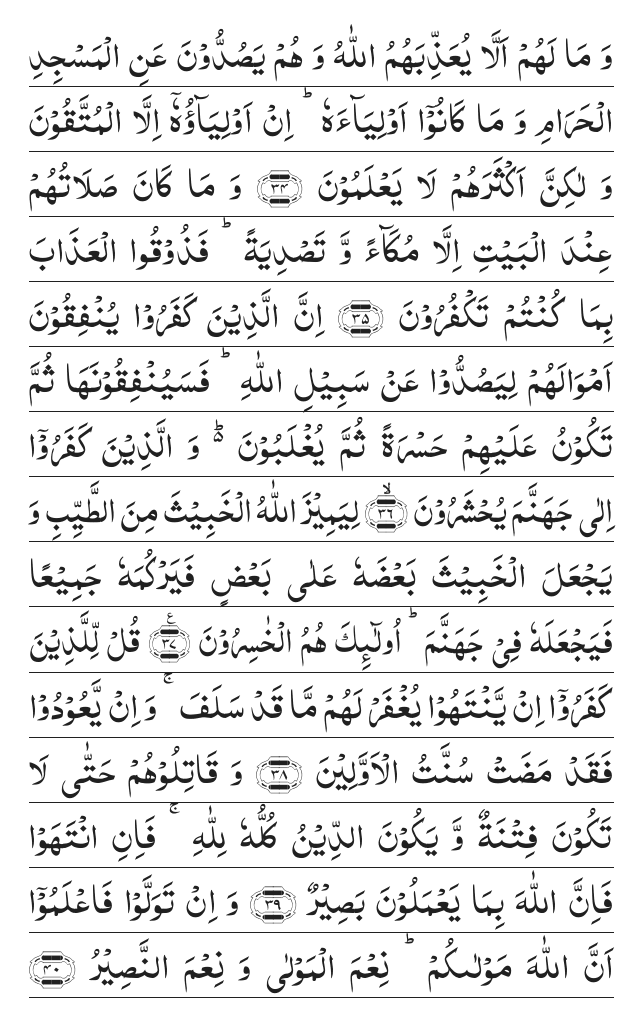 وَ مَا لَهُمْ اَلَّا يُعَذِّبَهُمُ اللّٰهُ وَ هُمْ يَصُدُّوْنَ عَنِ الْمَسْجِدِ
الْحَرَامِ وَ مَا كَانُوْۤا اَوْلِيَآءَهٗ ؕ اِنْ اَوْلِيَآؤُهٗۤ اِلَّا الْمُتَّقُوْنَ
وَ لٰكِنَّ اَكْثَرَهُمْ لَا يَعْلَمُوْنَ ۝۳۴ وَ مَا كَانَ صَلَاتُهُمْ
عِنْدَ الْبَيْتِ اِلَّا مُكَآءً وَّ تَصْدِيَةً ؕ فَذُوْقُوا الْعَذَابَ
بِمَا كُنْتُمْ تَكْفُرُوْنَ ۝۳۵ اِنَّ الَّذِيْنَ كَفَرُوْا يُنْفِقُوْنَ
اَمْوَالَهُمْ لِيَصُدُّوْا عَنْ سَبِيْلِ اللّٰهِ ؕ فَسَيُنْفِقُوْنَهَا ثُمَّ
تَكُوْنُ عَلَيْهِمْ حَسْرَةً ثُمَّ يُغْلَبُوْنَ ؕ۬ وَ الَّذِيْنَ كَفَرُوْۤا
اِلٰى جَهَنَّمَ يُحْشَرُوْنَ ۝۳۶ۙ لِيَمِيْزَ اللّٰهُ الْخَبِيْثَ مِنَ الطَّيِّبِ وَ
يَجْعَلَ الْخَبِيْثَ بَعْضَهٗ عَلٰى بَعْضٍ فَيَرْكُمَهٗ جَمِيْعًا
فَيَجْعَلَهٗ فِيْ جَهَنَّمَ ؕ اُولٰٓىِٕكَ هُمُ الْخٰسِرُوْنَ ۝۳۷ع قُلْ لِّلَّذِيْنَ
كَفَرُوْۤا اِنْ يَّنْتَهُوْا يُغْفَرْ لَهُمْ مَّا قَدْ سَلَفَ ۚ وَ اِنْ يَّعُوْدُوْا
فَقَدْ مَضَتْ سُنَّتُ الْاَوَّلِيْنَ ۝۳۸ وَ قَاتِلُوْهُمْ حَتّٰى لَا
تَكُوْنَ فِتْنَةٌ وَّ يَكُوْنَ الدِّيْنُ كُلُّهٗ لِلّٰهِ ۚ فَاِنِ انْتَهَوْا
فَاِنَّ اللّٰهَ بِمَا يَعْمَلُوْنَ بَصِيْرٌ ۝۳۹ وَ اِنْ تَوَلَّوْا فَاعْلَمُوْۤا
اَنَّ اللّٰهَ مَوْلٰىكُمْ ؕ نِعْمَ الْمَوْلٰى وَ نِعْمَ النَّصِيْرُ ۝۴۰